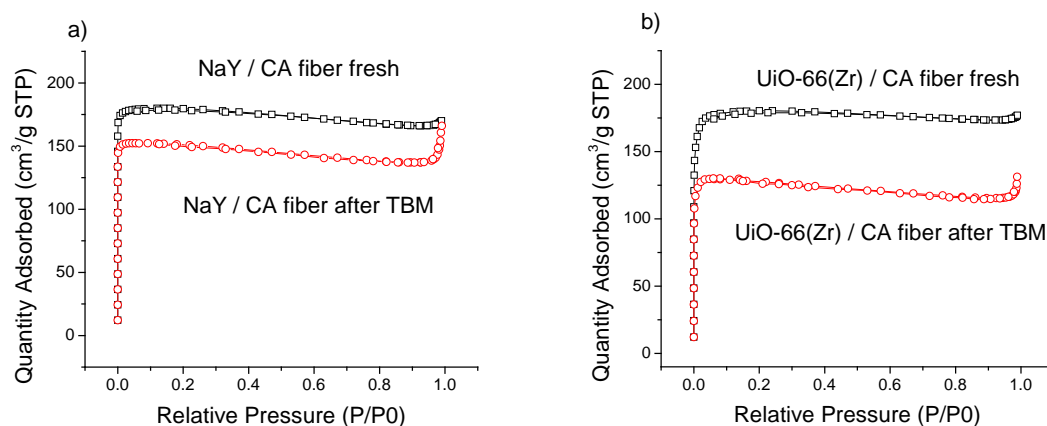 a)
NaY / CA fiber fresh
NaY / CA fiber after TBM
Quantity Adsorbed (cm³/g STP)
200
150
100
50
0
0.0 0.2 0.4 0.6 0.8 1.0
Relative Pressure (P/P0)
b)
UiO-66(Zr) / CA fiber fresh
UiO-66(Zr) / CA fiber after TBM
Quantity Adsorbed (cm³/g STP)
200
150
100
50
0
0.0 0.2 0.4 0.6 0.8 1.0
Relative Pressure (P/P0)